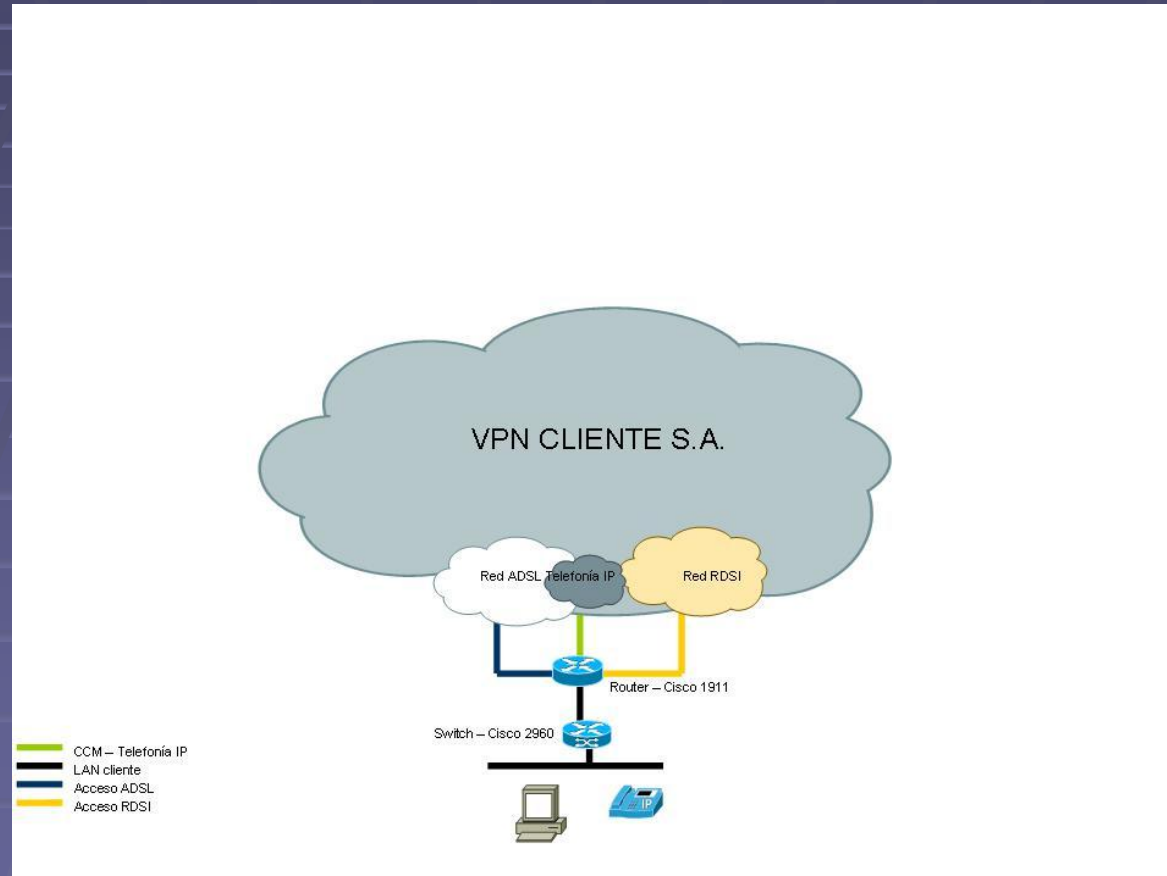 VPN CLIENTE S.A.
Red ADSL
Telefonía IP
Red RDSI
Router – Cisco 1911
Switch – Cisco 2960
IP
CCM – Telefonía IP
LAN cliente
Acceso ADSL
Acceso RDSI